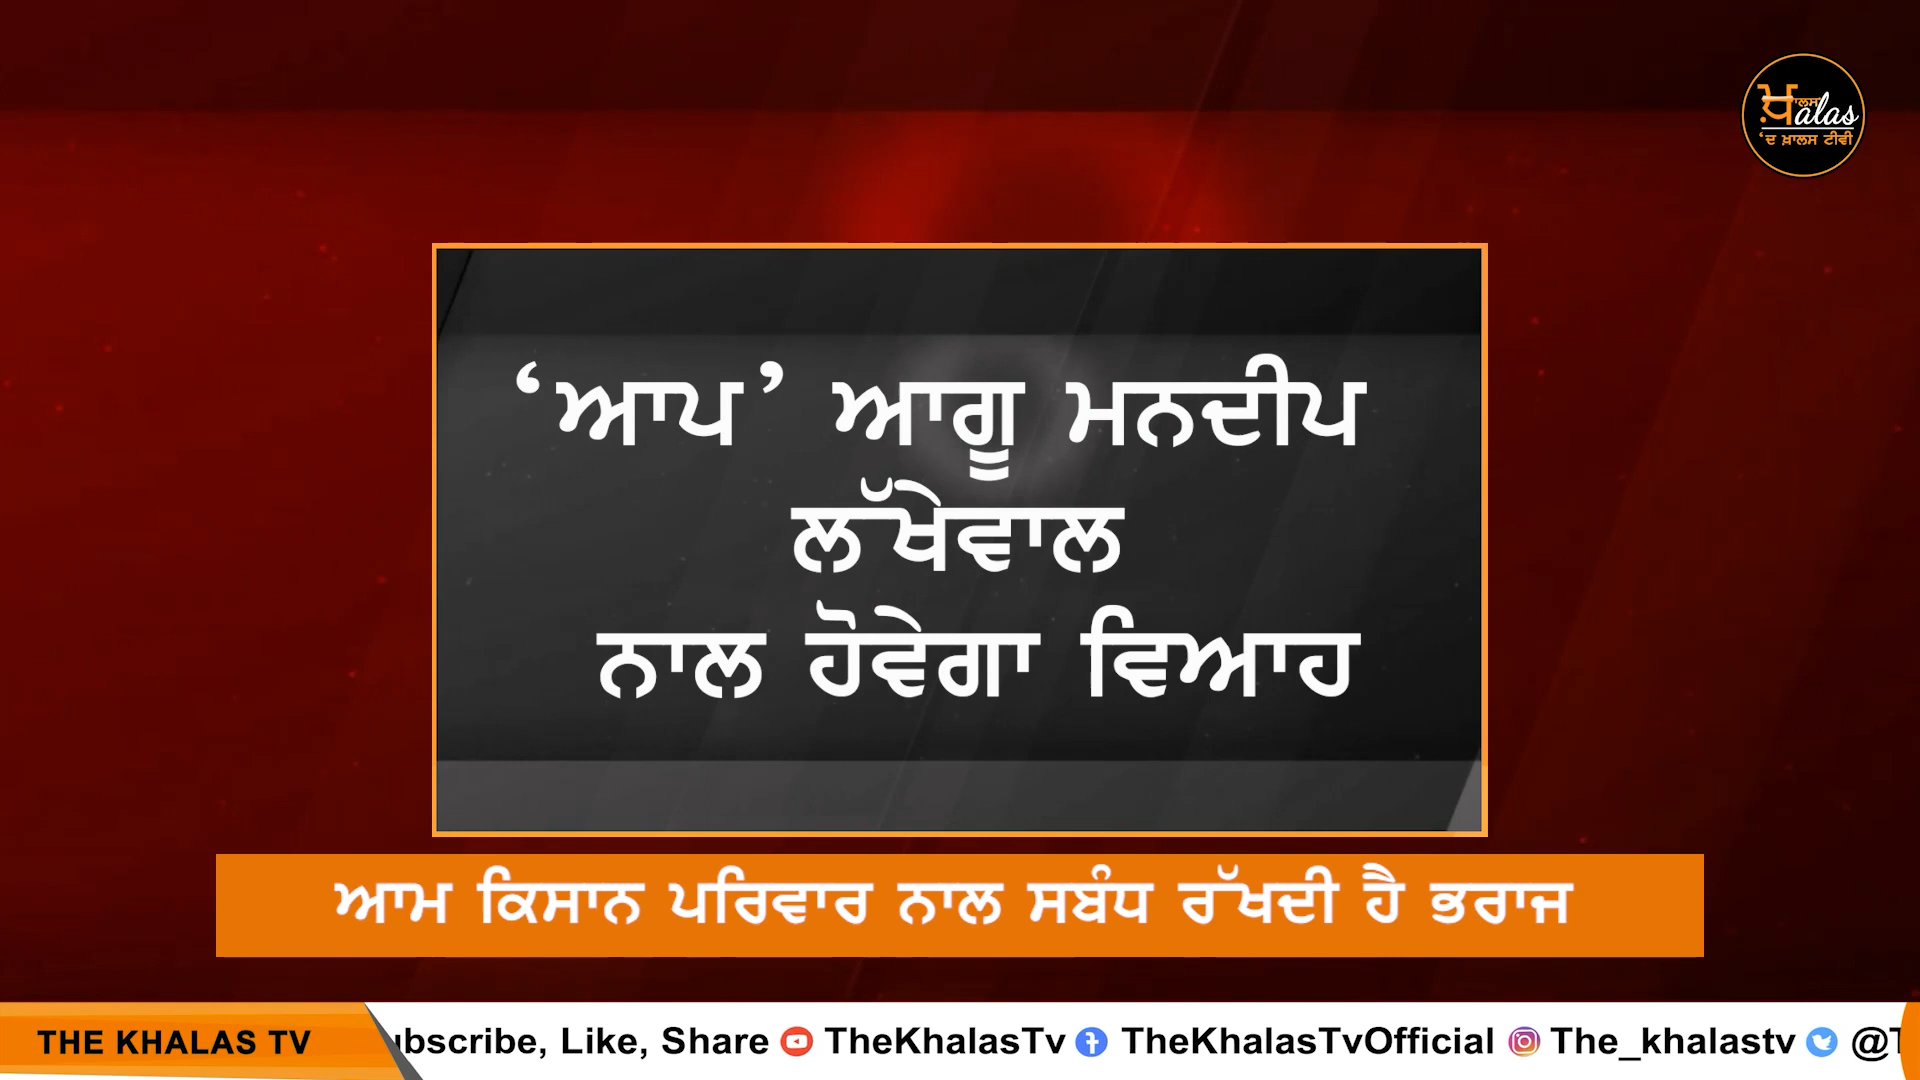 ਖ਼ਾਲਸ alas
‘ਦ ਖ਼ਾਲਸ ਟੀਵੀ
‘ਆਪ’ ਆਗੂ ਮਨਦੀਪ
ਲੱਖੇਵਾਲ
ਨਾਲ ਹੋਵੇਗਾ ਵਿਆਹ
ਆਮ ਕਿਸਾਨ ਪਰਿਵਾਰ ਨਾਲ ਸਬੰਧ ਰੱਖਦੀ ਹੈ ਭਰਾਜ
THE KHALAS TV ubscribe, Like, Share TheKhalasTv TheKhalasTvOfficial The_khalastv @T